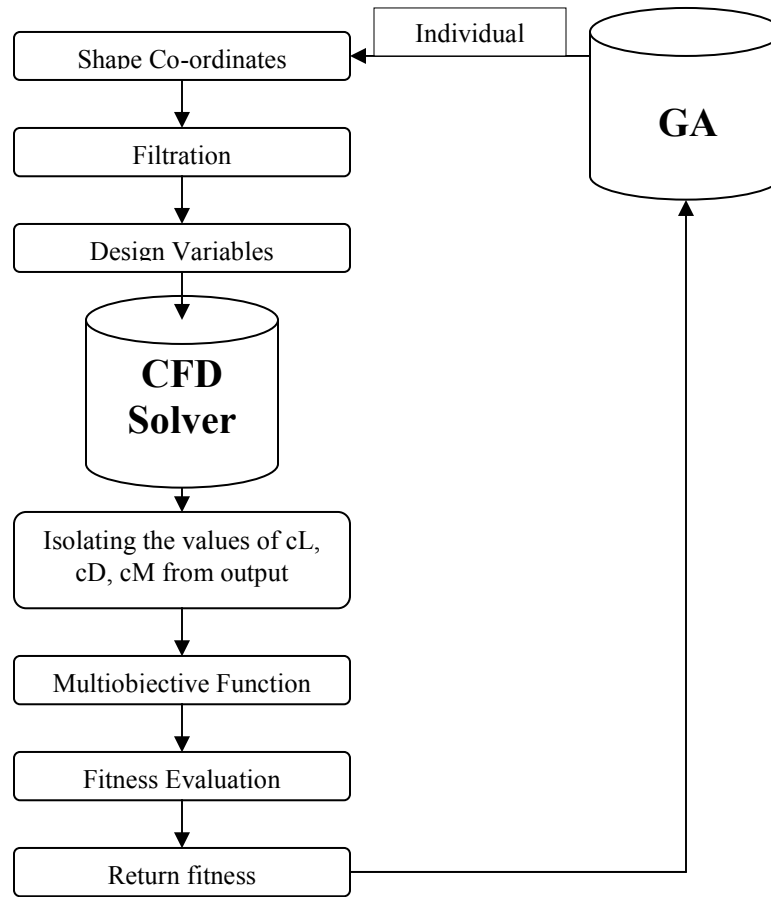 Individual
GA
Shape Co-ordinates
Filtration
Design Variables
CFD
Solver
Isolating the values of cL,
cD, cM from output
Multiobjective Function
Fitness Evaluation
Return fitness